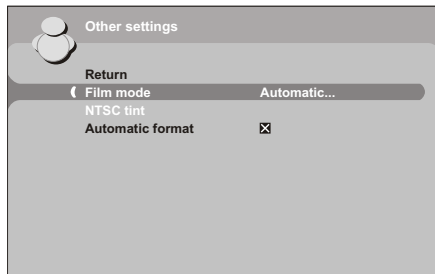 Other settings
Return
Film mode Automatic...
NTSC tint
Automatic format